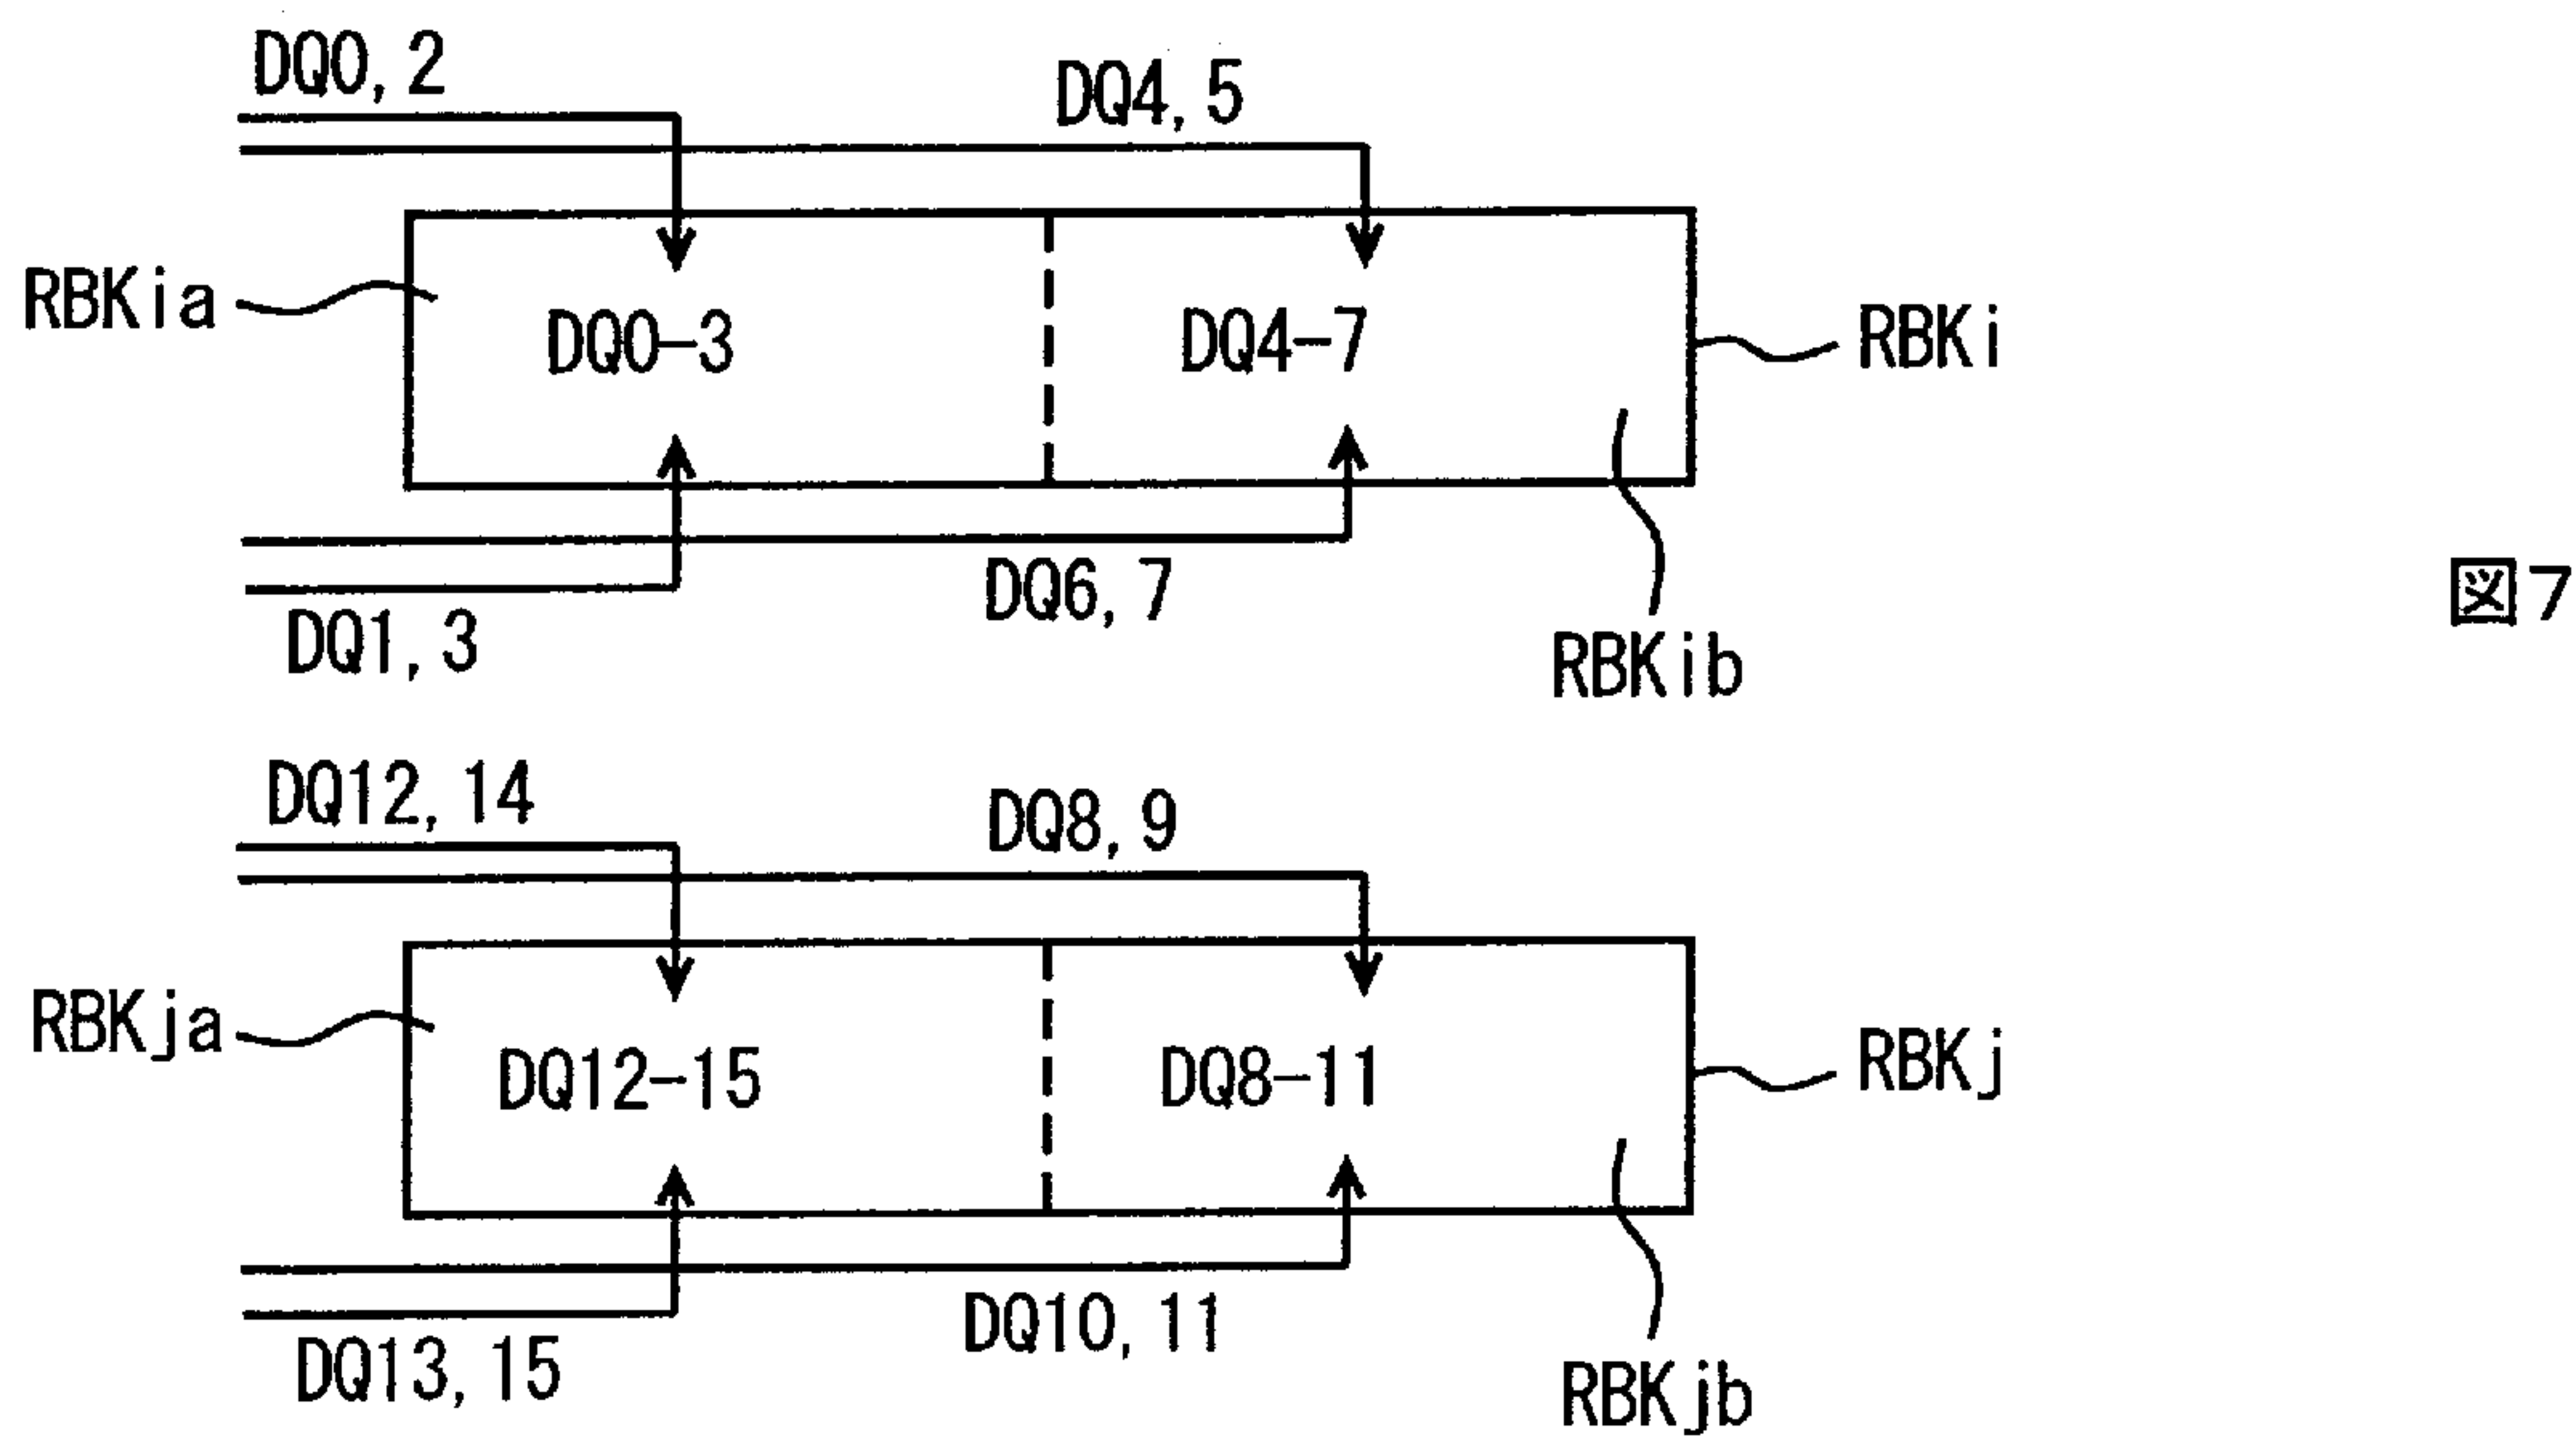 DQ0, 2
DQ4, 5
RBKia
DQ0-3
DQ4-7
RBKi
DQ6, 7
DQ1, 3
RBKib
図7
DQ12, 14
DQ8, 9
RBKja
DQ12-15
DQ8-11
RBKj
DQ10, 11
DQ13, 15
RBKjb